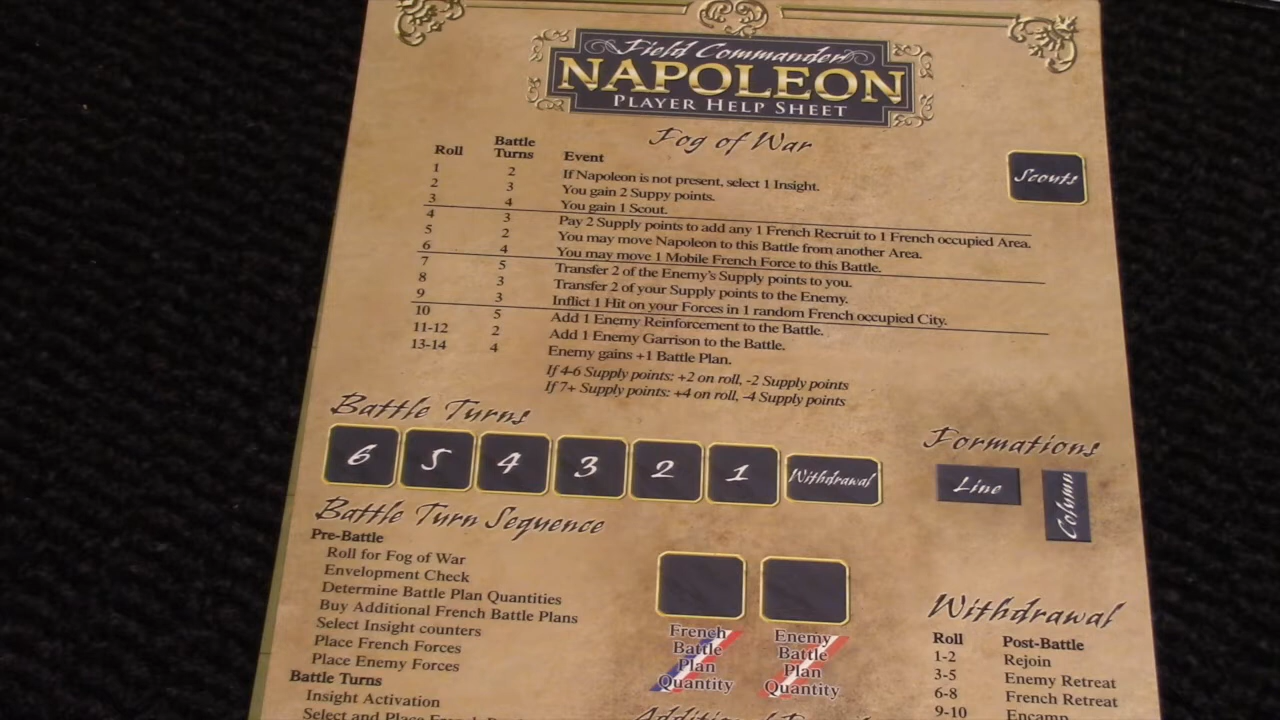 Field Commander
NAPOLEON
PLAYER HELP SHEET
Fog of War
Roll Battle Turns Event
1 2 If Napoleon is not present, select 1 Insight.
2 3 You gain 2 Suppy points.
3 4 You gain 1 Scout.
4 3 Pay 2 Supply points to add any 1 French Recruit to 1 French occupied Area.
5 2 You may move Napoleon to this Battle from another Area.
6 4 You may move 1 Mobile French Force to this Battle.
7 5 Transfer 2 of the Enemy's Supply points to you.
8 3 Transfer 2 of your Supply points to the Enemy.
9 3 Inflict 1 Hit on your Forces in 1 random French occupied City.
10 5 Add 1 Enemy Reinforcement to the Battle.
11-12 2 Add 1 Enemy Garrison to the Battle.
13-14 4 Enemy gains +1 Battle Plan.
If 4-6 Supply points: +2 on roll, -2 Supply points
If 7+ Supply points: +4 on roll, -4 Supply points
Scouts
Battle Turns
6 5 4 3 2 1 Withdrawal
Formations
Line
Column
Battle Turn Sequence
Pre-Battle
Roll for Fog of War
Envelopment Check
Determine Battle Plan Quantities
Buy Additional French Battle Plans
Select Insight counters
Place French Forces
Place Enemy Forces
Battle Turns
Insight Activation
Select and Place French
French
Battle
Plan
Quantity
Enemy
Battle
Plan
Quantity
Withdrawal
Roll Post-Battle
1-2 Rejoin
3-5 Enemy Retreat
6-8 French Retreat
9-10 Encamp